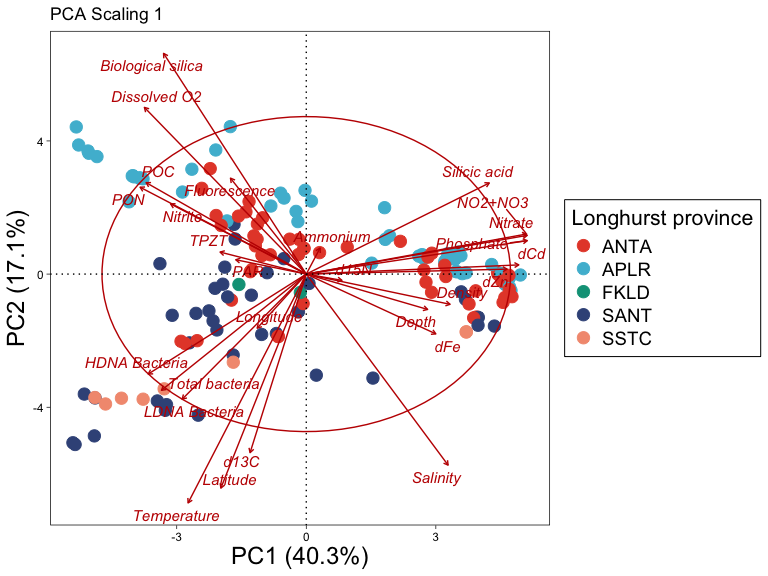 PCA Scaling 1
Biological silica
Dissolved O2
POC
PON
Fluorescence
Nitrite
TPZT
Ammonium
PAR
d15N
Silicic acid
NO2+NO3
Nitrate
Phosphate
dCd
dZn
Density
Depth
dFe
Longitude
HDNA Bacteria
Total bacteria
LDNA Bacteria
d13C
Latitude
Temperature
Salinity
4
0
-4
-3
0
3
PC1 (40.3%)
PC2 (17.1%)
Longhurst province
ANTA
APLR
FKLD
SANT
SSTC